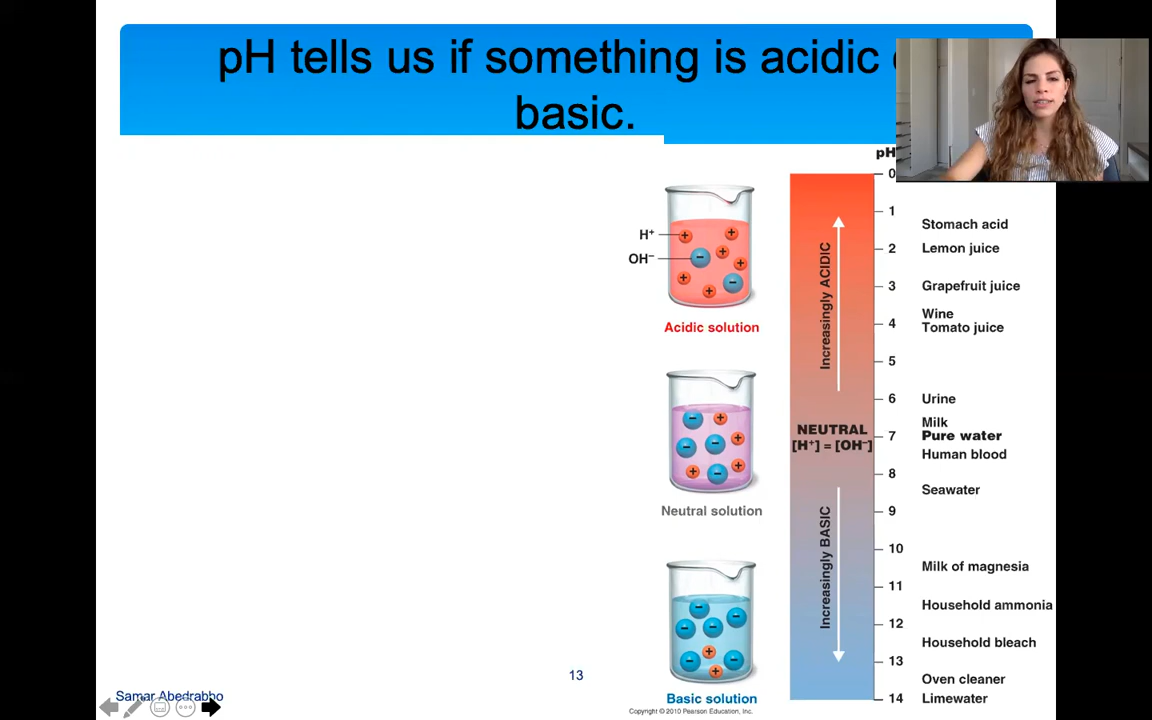 pH tells us if something is acidic
basic.
pH
0
1
Stomach acid
H⁺
2
Lemon juice
OH⁻
3
Grapefruit juice
Wine
4
Tomato juice
Acidic solution
Increasingly ACIDIC
5
6
Urine
Milk
NEUTRAL
7
Pure water
[H⁺] = [OH⁻]
Human blood
8
Seawater
Neutral solution
9
10
Increasingly BASIC
Milk of magnesia
11
Household ammonia
12
Household bleach
13
13
Oven cleaner
Samar Abedrabbo
Basic solution
14
Limewater
Copyright © 2010 Pearson Education, Inc.